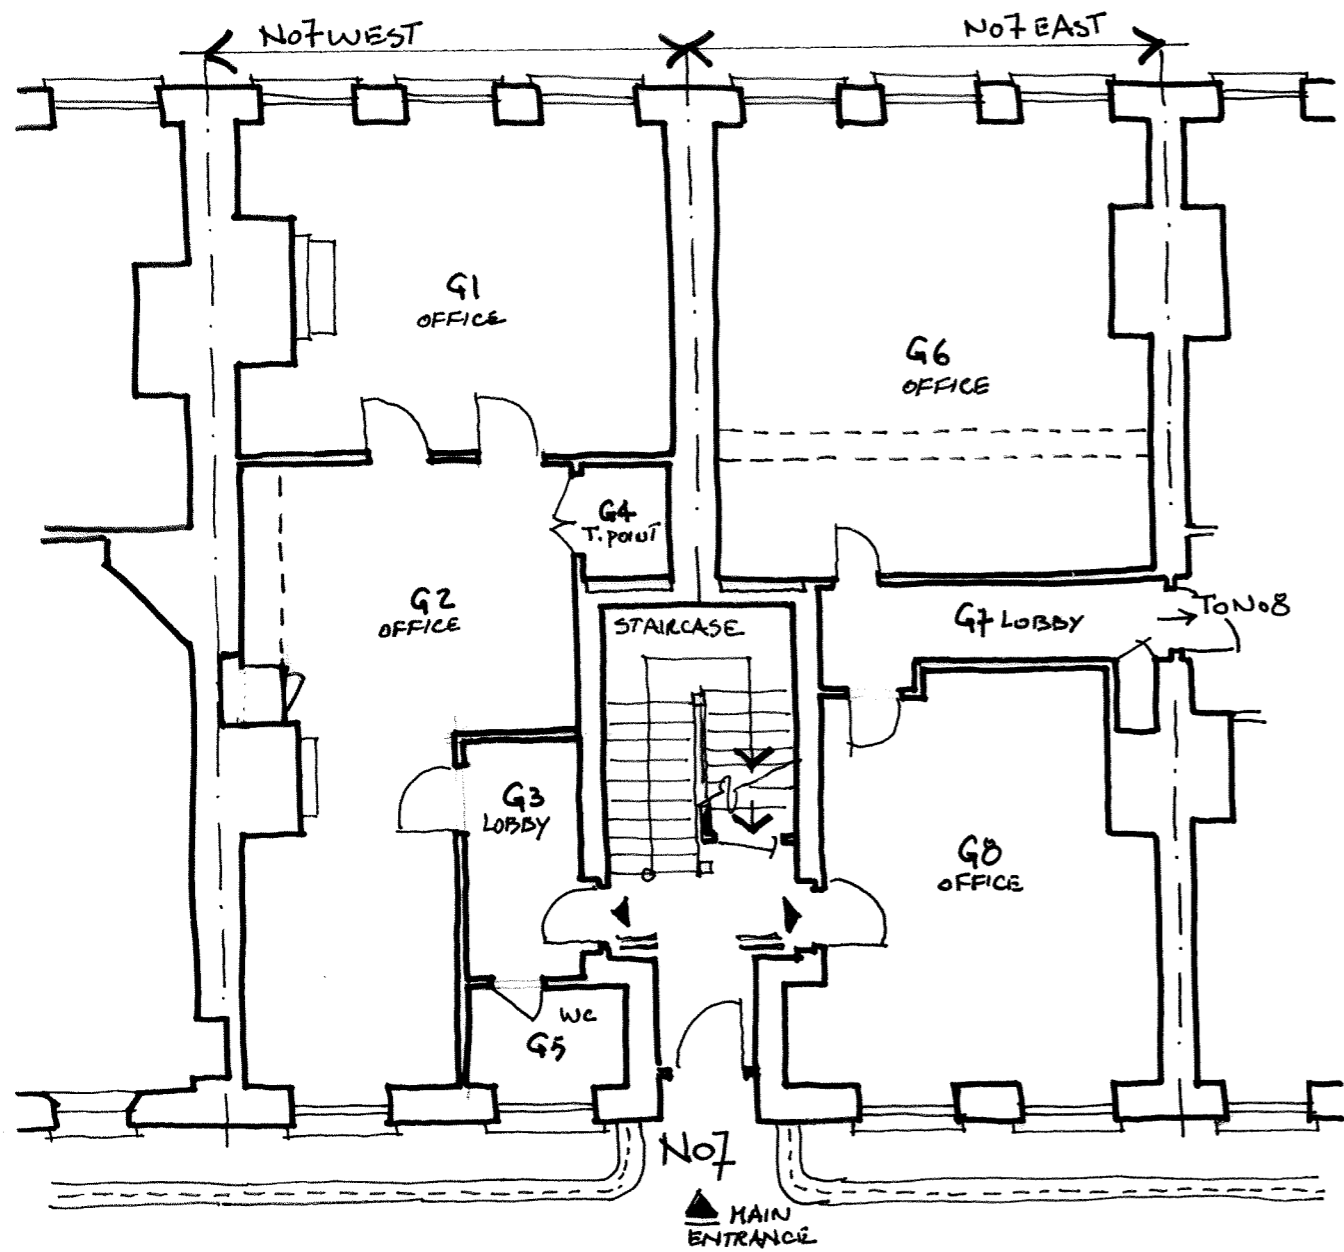 No7 WEST
No7 EAST
G1
OFFICE
G6
OFFICE
G4
T. POINT
G2
OFFICE
STAIRCASE
G7 LOBBY
TO No8
G3
LOBBY
G8
OFFICE
WC
G5
No7
MAIN
ENTRANCE